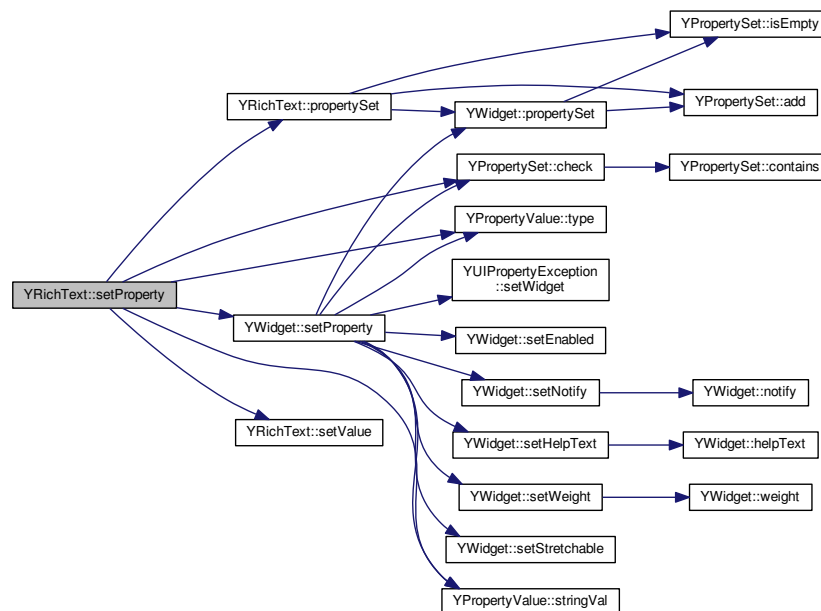 YPropertySet::isEmpty
YRichText::propertySet
YPropertySet::add
YWidget::propertySet
YPropertySet::check
YPropertySet::contains
YPropertyValue::type
YUIPropertyException
::setWidget
YRichText::setProperty
YWidget::setProperty
YWidget::setEnabled
YWidget::setNotify
YWidget::notify
YRichText::setValue
YWidget::setHelpText
YWidget::helpText
YWidget::setWeight
YWidget::weight
YWidget::setStretchable
YPropertyValue::stringVal